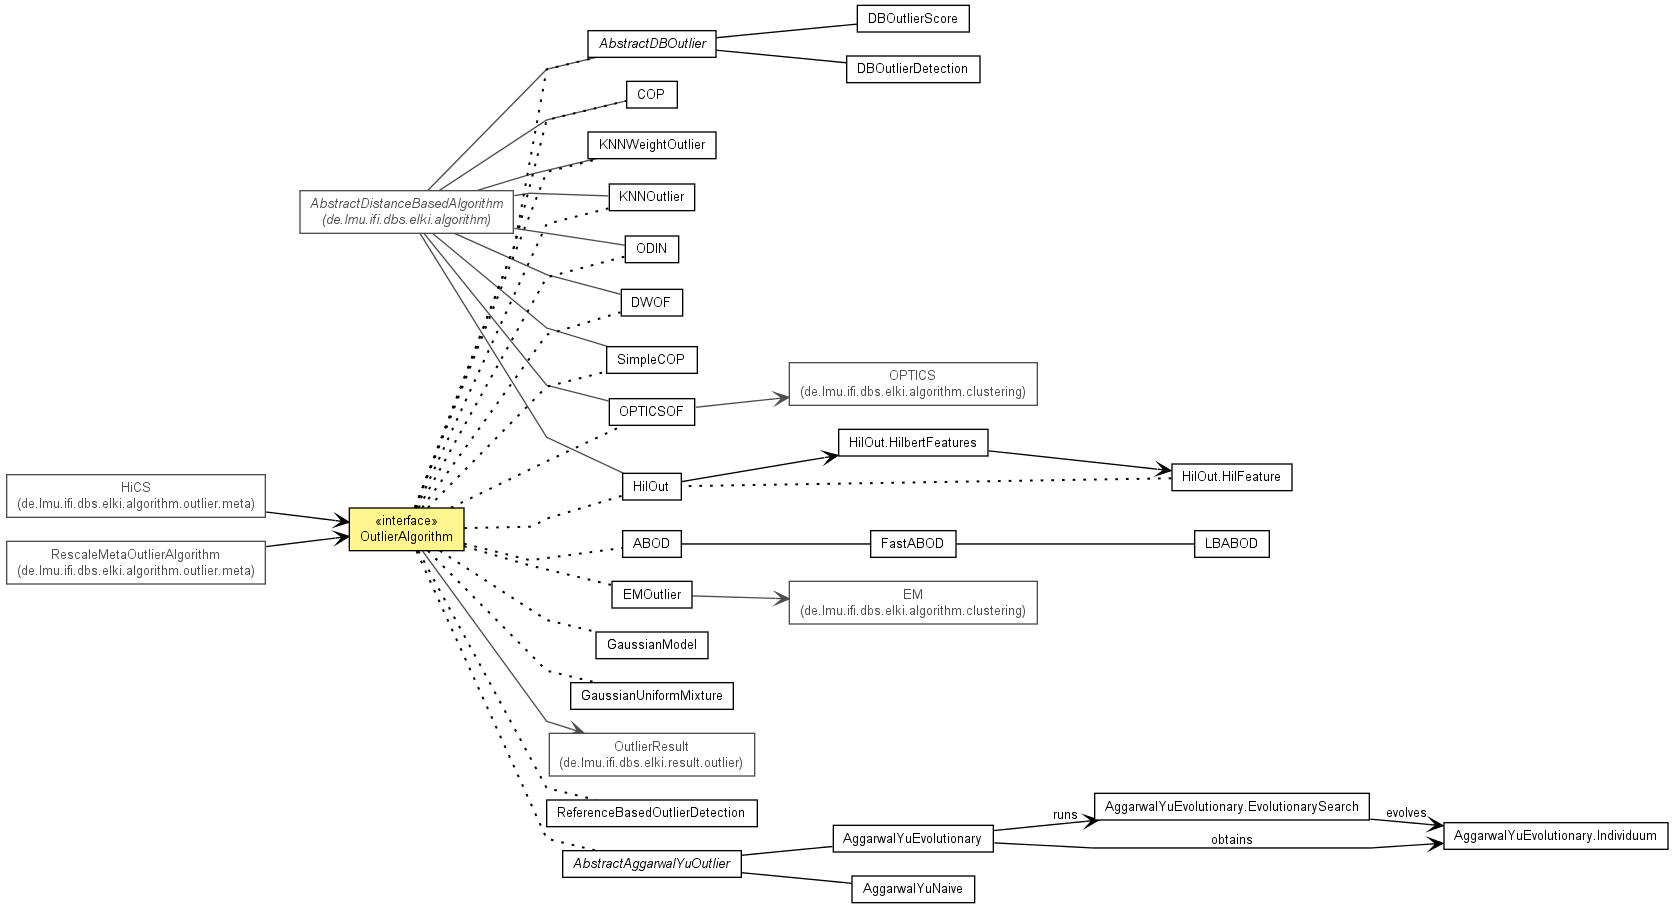 DBOutlierScore
AbstractDBOutlier
DBOutlierDetection
COP
KNNWeightOutlier
KNNOutlier
AbstractDistanceBasedAlgorithm
(de.lmu.ifi.dbs.elki.algorithm)
ODIN
DWOF
SimpleCOP
OPTICS
(de.lmu.ifi.dbs.elki.algorithm.clustering)
OPTICSOF
HilOut.HilbertFeatures
HilOut.HilFeature
HilOut
HiCS
(de.lmu.ifi.dbs.elki.algorithm.outlier.meta)
«interface»
OutlierAlgorithm
RescaleMetaOutlierAlgorithm
(de.lmu.ifi.dbs.elki.algorithm.outlier.meta)
ABOD
FastABOD
LBABOD
EMOutlier
EM
(de.lmu.ifi.dbs.elki.algorithm.clustering)
GaussianModel
GaussianUniformMixture
OutlierResult
(de.lmu.ifi.dbs.elki.result.outlier)
ReferenceBasedOutlierDetection
AggarwalYuEvolutionary.EvolutionarySearch
runs
evolves
AggarwalYuEvolutionary
obtains
AggarwalYuEvolutionary.Individuum
AbstractAggarwalYuOutlier
AggarwalYuNaive